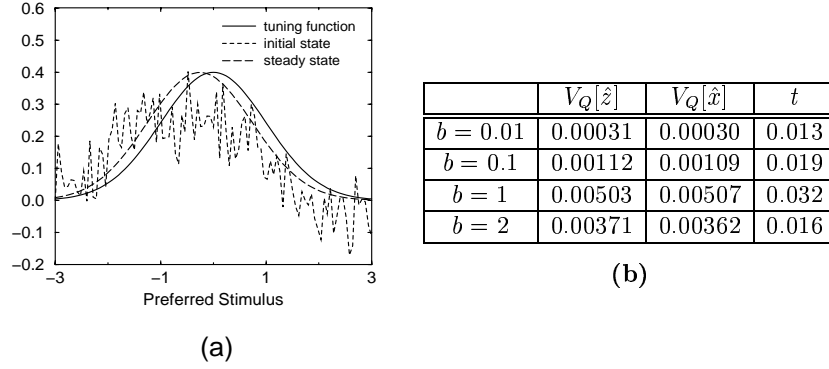 0.6
0.5
0.4
0.3
0.2
0.1
0.0
−0.1
−0.2
−3
−1
1
3
Preferred Stimulus
tuning function
initial state
steady state
(a)
V_Q[ẑ] V_Q[x̂] t
b = 0.01 0.00031 0.00030 0.013
b = 0.1 0.00112 0.00109 0.019
b = 1 0.00503 0.00507 0.032
b = 2 0.00371 0.00362 0.016
(b)